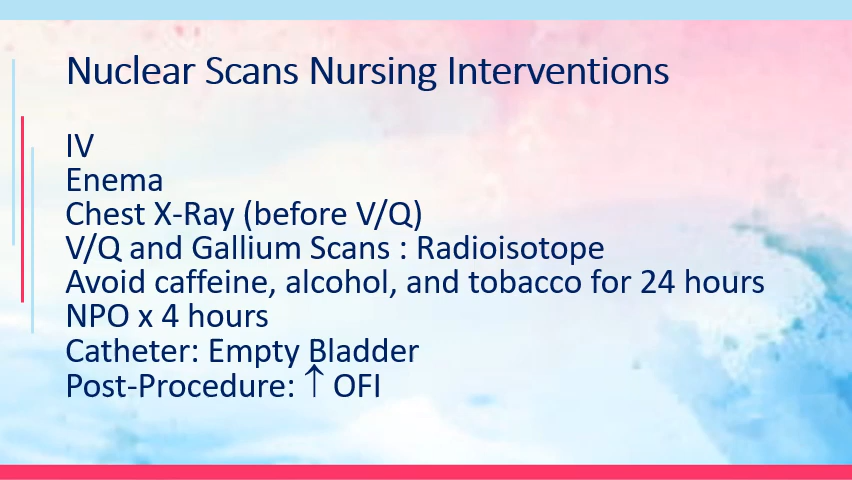 Nuclear Scans Nursing Interventions
IV
Enema
Chest X-Ray (before V/Q)
V/Q and Gallium Scans : Radioisotope
Avoid caffeine, alcohol, and tobacco for 24 hours
NPO x 4 hours
Catheter: Empty Bladder
Post-Procedure: ↑ OFI